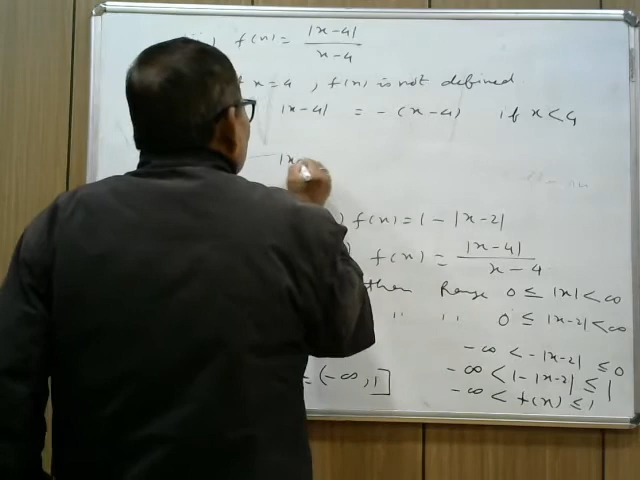 ) f(x) = |x-4| / x-4
x=4, f(x) is not defined
|x-4| = -(x-4) if x<4
|x
) f(x)=1-|x-2|
f(x) = |x-4| / x-4
then Range 0 ≤ |x| < ∞
" " 0 ≤ |x-2| < ∞
-∞ < -|x-2| ≤ 0
-∞ < 1-|x-2| ≤ 1
= (-∞, 1]
-∞ < f(x) ≤ 1